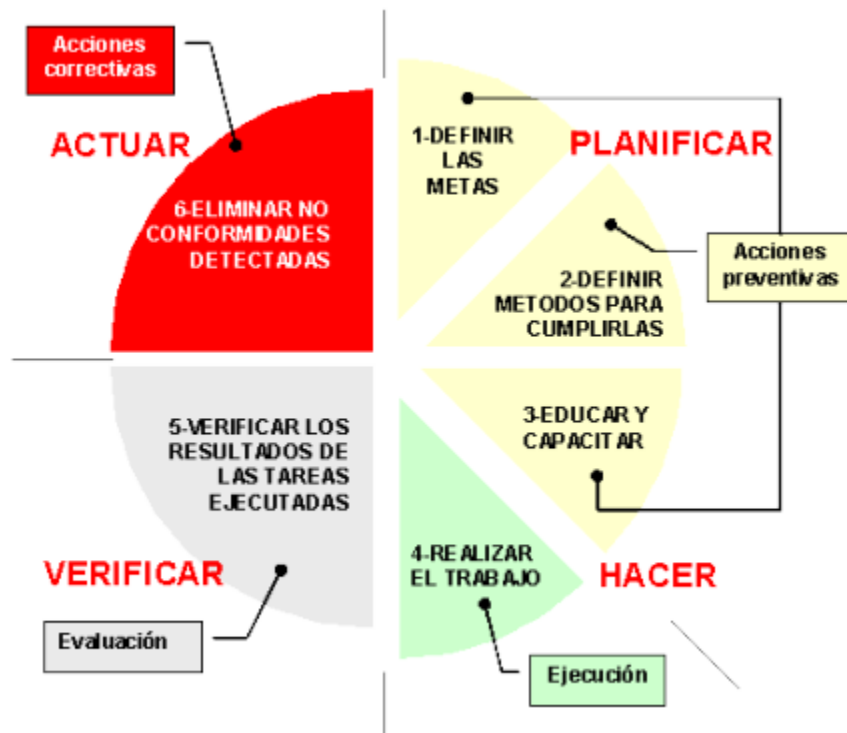 Acciones
correctivas
ACTUAR
6-ELIMINAR NO
CONFORMIDADES
DETECTADAS
1-DEFINIR
LAS
METAS
PLANIFICAR
2-DEFINIR
METODOS PARA
CUMPLIRLAS
Acciones
preventivas
3-EDUCAR Y
CAPACITAR
HACER
4-REALIZAR
EL TRABAJO
Ejecución
5-VERIFICAR LOS
RESULTADOS DE
LAS TAREAS
EJECUTADAS
VERIFICAR
Evaluación